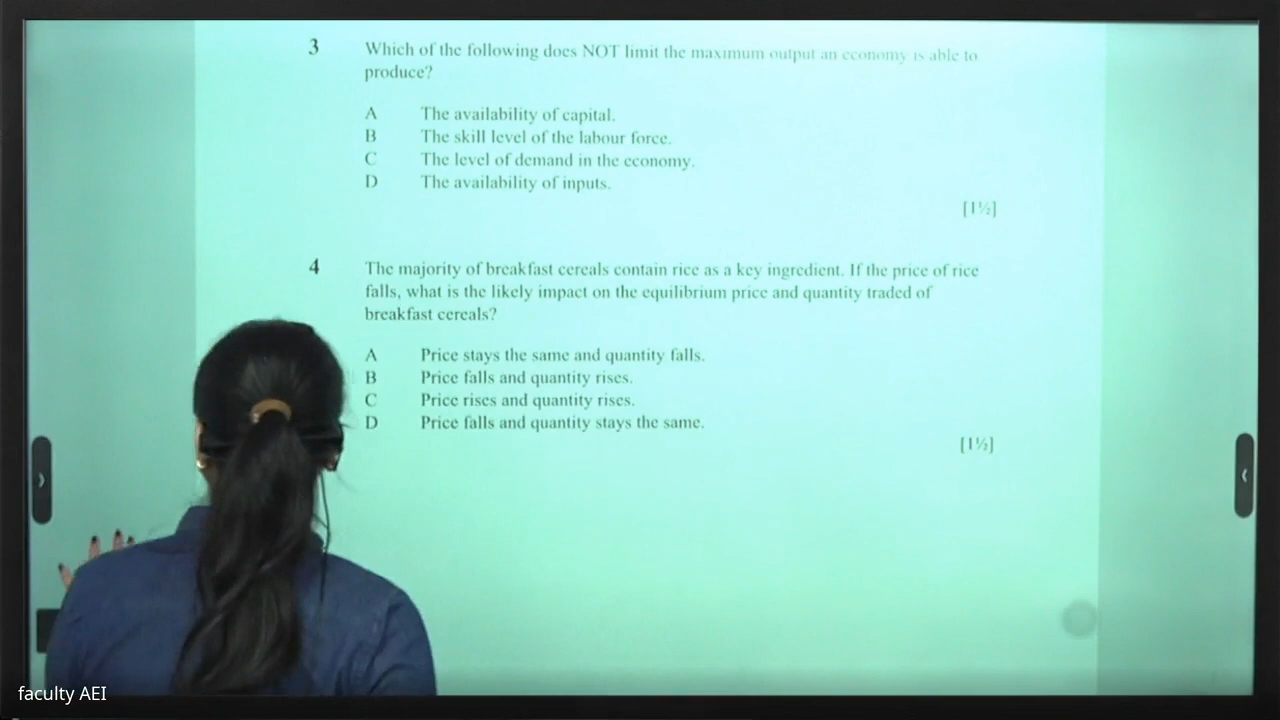 3 Which of the following does NOT limit the maximum output an economy is able to
produce?
A The availability of capital.
B The skill level of the labour force.
C The level of demand in the economy.
D The availability of inputs.
[1½]
4 The majority of breakfast cereals contain rice as a key ingredient. If the price of rice
falls, what is the likely impact on the equilibrium price and quantity traded of
breakfast cereals?
A Price stays the same and quantity falls.
B Price falls and quantity rises.
C Price rises and quantity rises.
D Price falls and quantity stays the same.
[1½]
faculty AEI